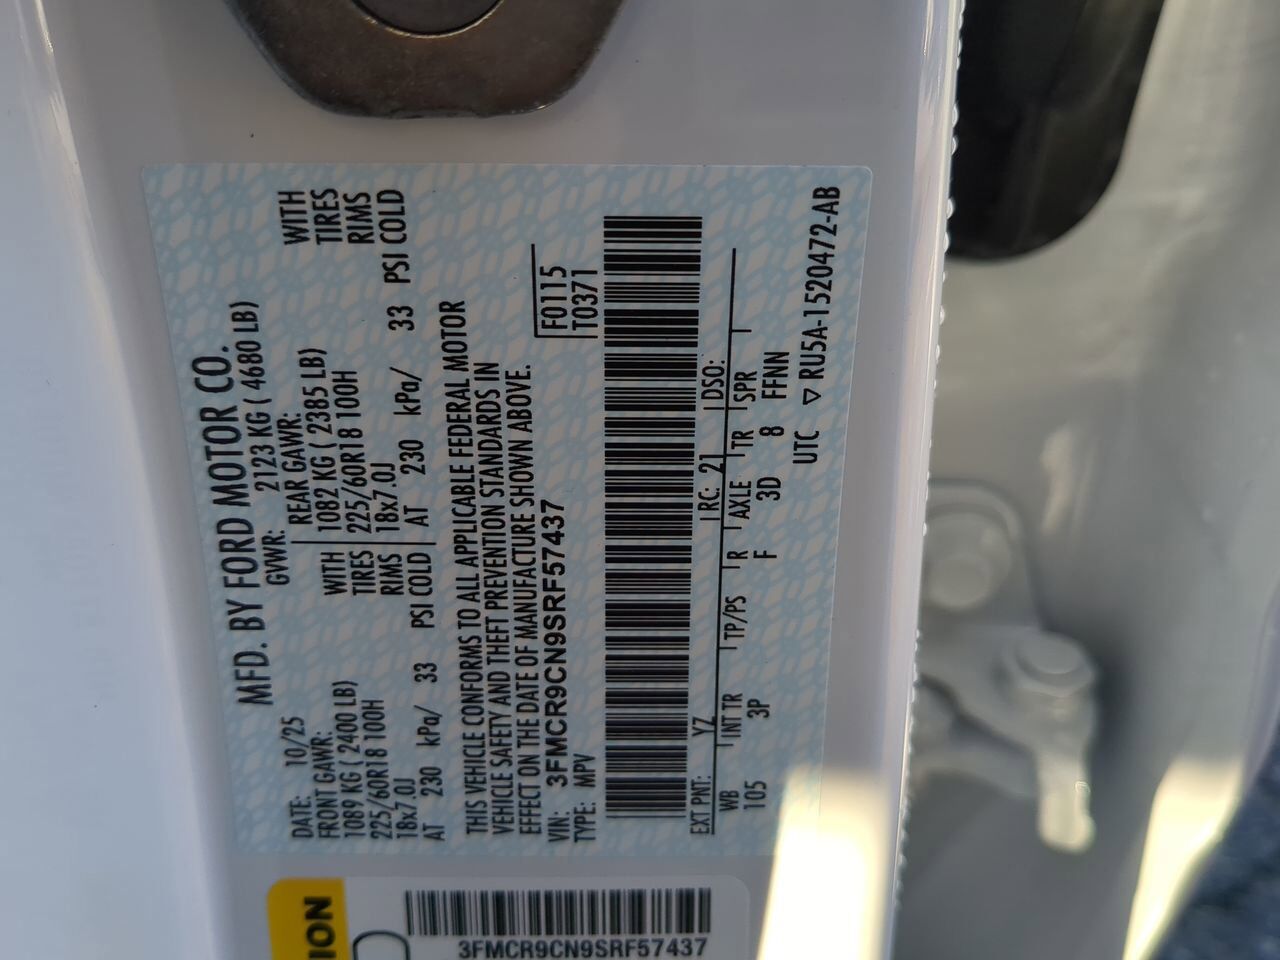 MFD. BY FORD MOTOR CO.
DATE: 10/25 GVWR: 2123 KG ( 4680 LB)
FRONT GAWR: REAR GAWR:
1089 KG ( 2400 LB) WITH 1082 KG ( 2385 LB) WITH
225/60R18 100H TIRES 225/60R18 100H TIRES
18x7.0J RIMS 18x7.0J RIMS
AT 230 kPa/ 33 PSI COLD AT 230 kPa/ 33 PSI COLD
THIS VEHICLE CONFORMS TO ALL APPLICABLE FEDERAL MOTOR
VEHICLE SAFETY AND THEFT PREVENTION STANDARDS IN
EFFECT ON THE DATE OF MANUFACTURE SHOWN ABOVE.
VIN: 3FMCR9CN9SRF57437 F0115
TYPE: MPV T0371
EXT PNT: YZ RC: 21 DSO:
WB INT TR TP/PS R AXLE TR SPR
105 3P F 3D 8 FFNN
UTC ▽ RU5A-1520472-AB
3FMCR9CN9SRF57437